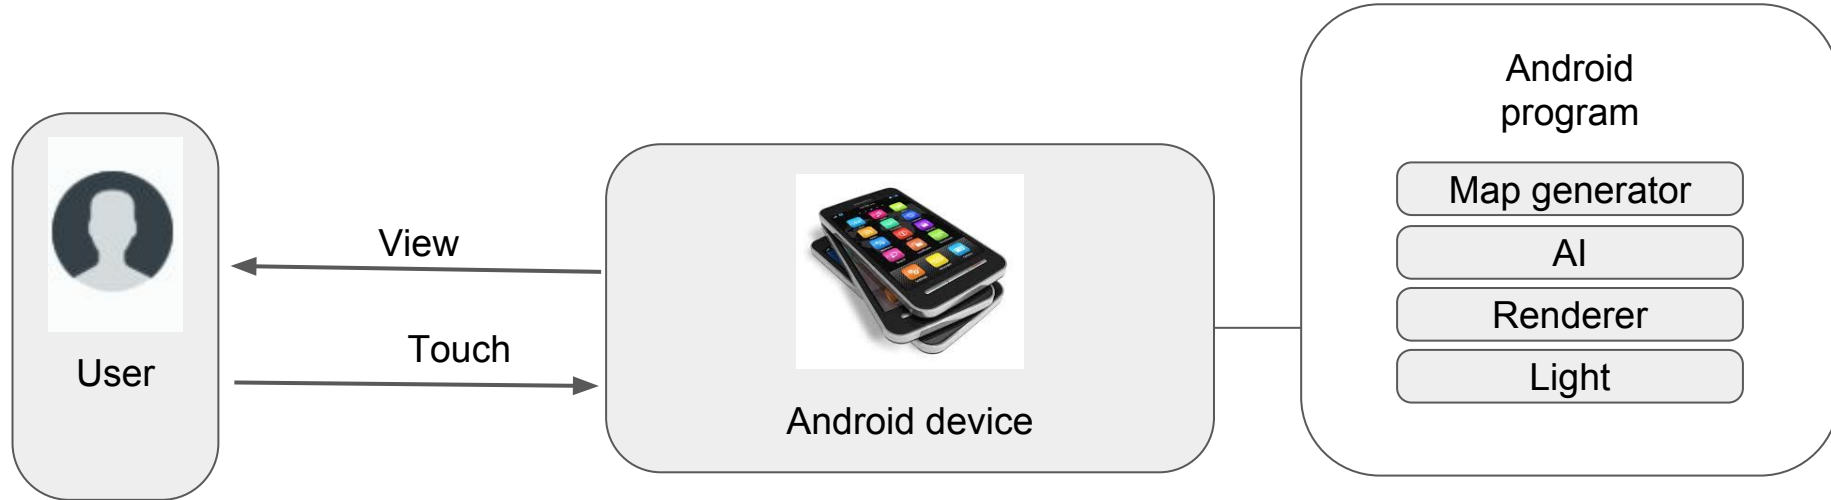 User
View
Touch
Android device
Android
program
Map generator
AI
Renderer
Light